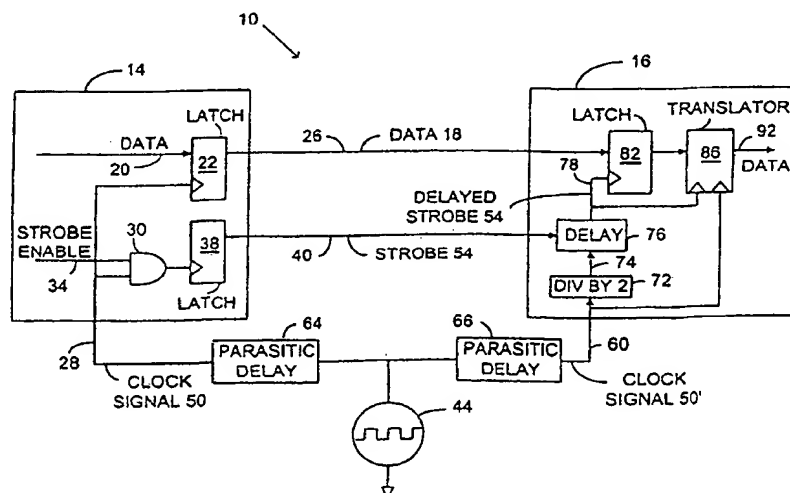 10
14
16
LATCH
DATA
20
22
26
DATA 18
LATCH
TRANSLATOR
82
86
92
DATA
78
DELAYED
STROBE 54
STROBE
ENABLE
34
30
38
LATCH
40
STROBE 54
DELAY
76
74
DIV BY 2
72
28
64
PARASITIC
DELAY
66
PARASITIC
DELAY
60
CLOCK
SIGNAL 50
CLOCK
SIGNAL 50'
44